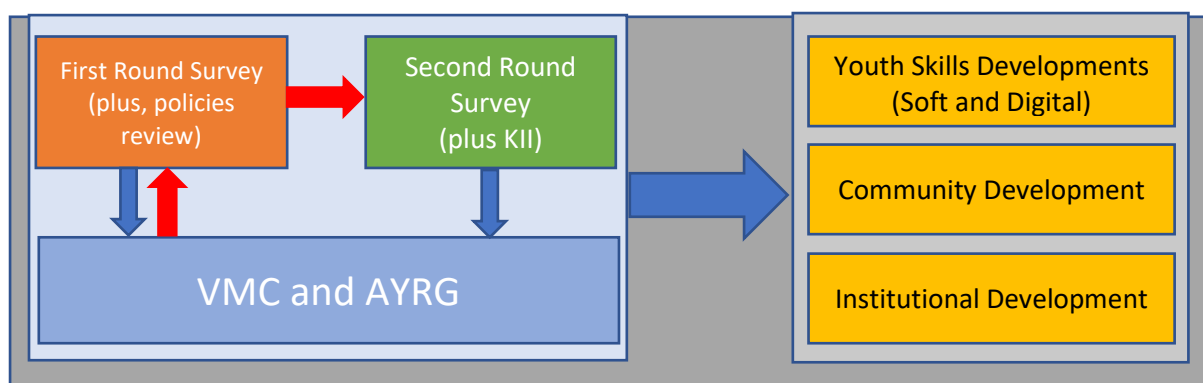 First Round Survey
(plus, policies
review)
Second Round
Survey
(plus KII)
VMC and AYRG
Youth Skills Developments
(Soft and Digital)
Community Development
Institutional Development